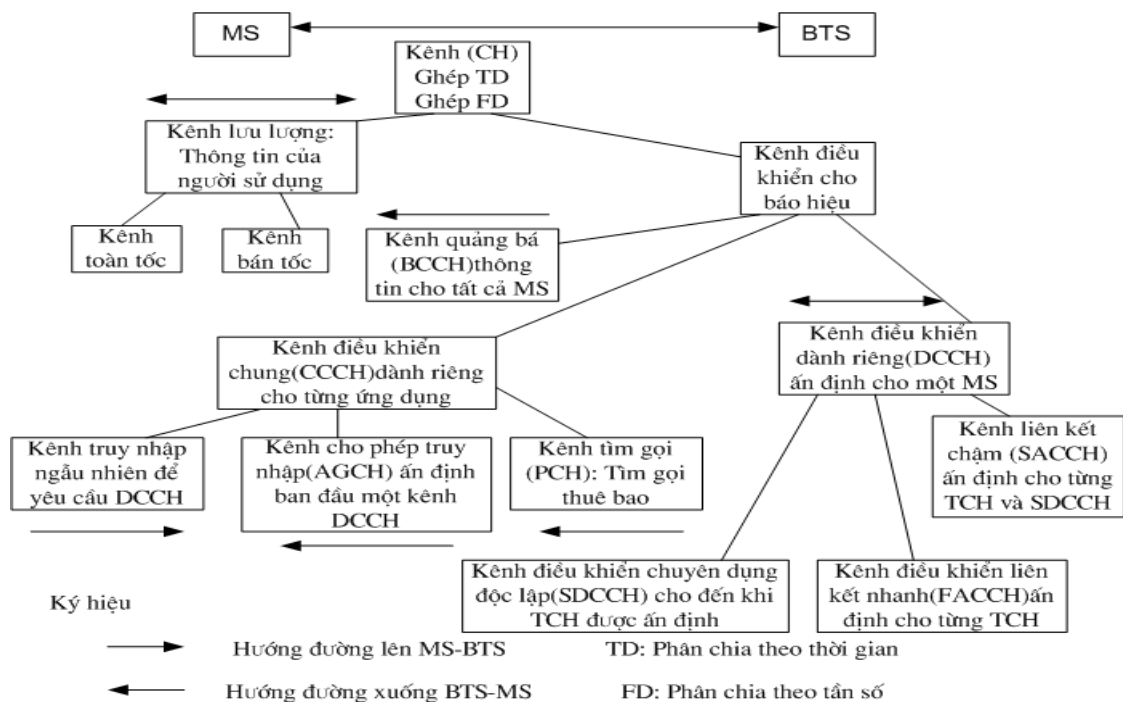 MS
BTS
Kênh (CH)
Ghép TD
Ghép FD
Kênh lưu lượng:
Thông tin của
người sử dụng
Kênh điều
khiển cho
báo hiệu
Kênh
toàn tốc
Kênh
bán tốc
Kênh quảng bá
(BCCH)thông
tin cho tất cả MS
Kênh điều khiển
chung(CCCH)dành riêng
cho từng ứng dụng
Kênh điều khiển
dành riêng(DCCH)
ấn định cho một MS
Kênh truy nhập
ngẫu nhiên để
yêu cầu DCCH
Kênh cho phép truy
nhập(AGCH) ấn định
ban đầu một kênh
DCCH
Kênh tìm gọi
(PCH): Tìm gọi
thuê bao
Kênh liên kết
chậm (SACCH)
ấn định cho từng
TCH và SDCCH
Kênh điều khiển chuyên dụng
độc lập(SDCCH) cho đến khi
TCH được ấn định
Kênh điều khiển liên
kết nhanh(FACCH)ấn
định cho từng TCH
Ký hiệu
Hướng đường lên MS-BTS
TD: Phân chia theo thời gian
Hướng đường xuống BTS-MS
FD: Phân chia theo tần số